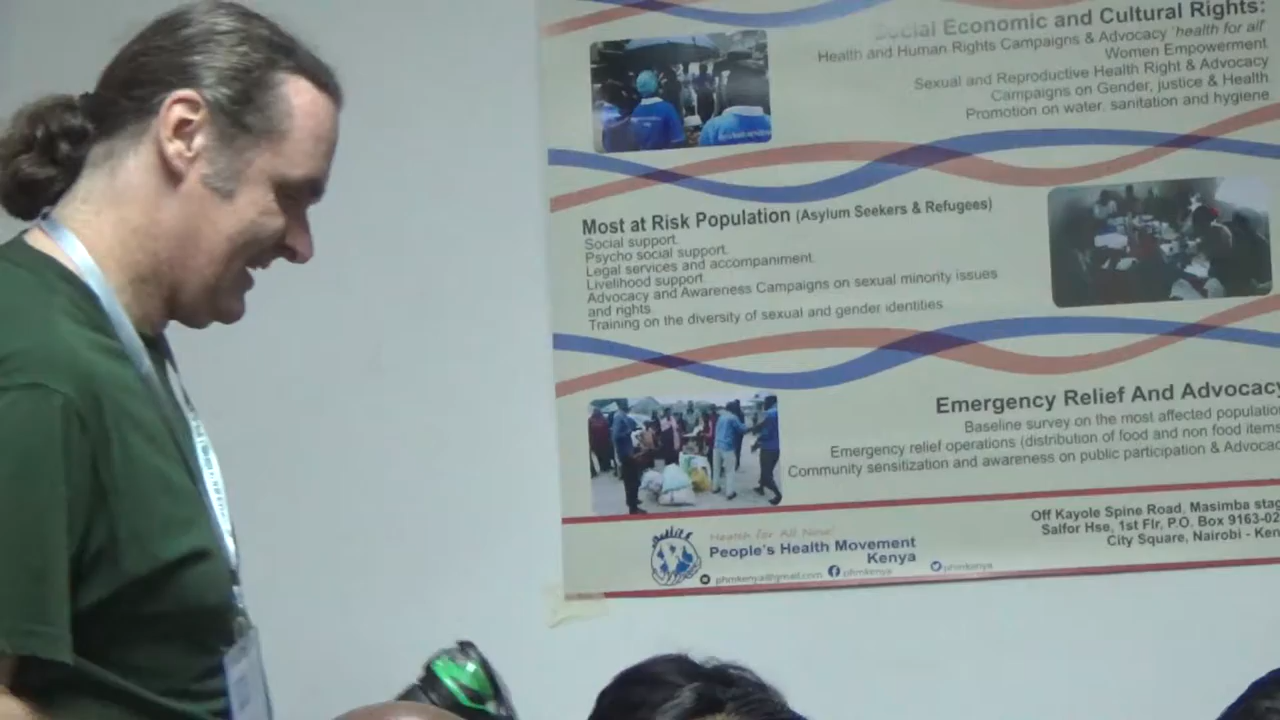 Social Economic and Cultural Rights:
Health and Human Rights Campaigns & Advocacy 'health for all'
Women Empowerment
Sexual and Reproductive Health Right & Advocacy
Campaigns on Gender, justice & Health
Promotion on water, sanitation and hygiene
Most at Risk Population (Asylum Seekers & Refugees)
Social support.
Psycho social support.
Legal services and accompaniment.
Livelihood support
Advocacy and Awareness Campaigns on sexual minority issues
and rights
Training on the diversity of sexual and gender identities
Emergency Relief And Advocacy
Baseline survey on the most affected population
Emergency relief operations (distribution of food and non food items
Community sensitization and awareness on public participation & Advocac
Off Kayole Spine Road, Masimba stag
Salfor Hse, 1st Flr, P.O. Box 9163-02
City Square, Nairobi - Ken
Health for All Now!
People's Health Movement
Kenya
phmkenya@gmail.com phmkenya phmkenya